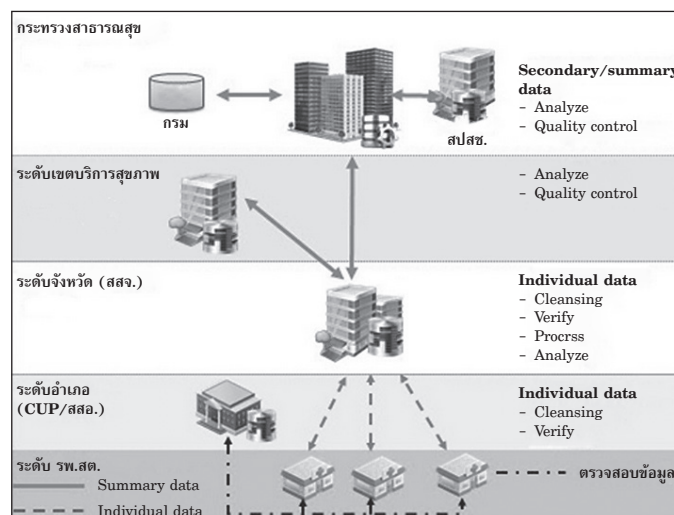 กระทรวงสาธารณสุข
กรม
สปสช.
Secondary/summary
data
- Analyze
- Quality control
ระดับเขตบริการสุขภาพ
- Analyze
- Quality control
ระดับจังหวัด (สสจ.)
Individual data
- Cleansing
- Verify
- Procrss
- Analyze
ระดับอำเภอ
(CUP/สสอ.)
Individual data
- Cleansing
- Verify
ระดับ รพ.สต.
Summary data
Individual data
ตรวจสอบข้อมูล